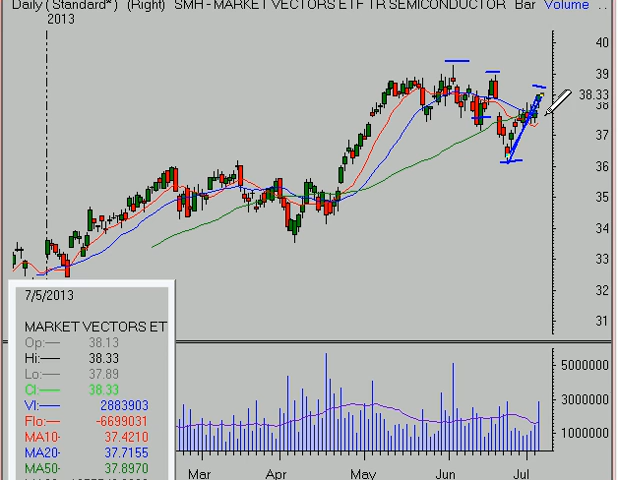 Daily ( Standard*) (Right) SMH - MARKET VECTORS ETF TR SEMICONDUCTOR Bar Volume ..
2013
40
39
38.33
38
37
36
35
34
33
32
31
7/5/2013
MARKET VECTORS ET
Op:— 38.13
Hi:— 38.33
Lo:— 37.89
Cl:— 38.33
Vl:— 2883903
Flo:— -6699031
MA10- 37.4210
MA20- 37.7155
MA50- 37.8970
5000000
3000000
1000000
Mar Apr May Jun Jul